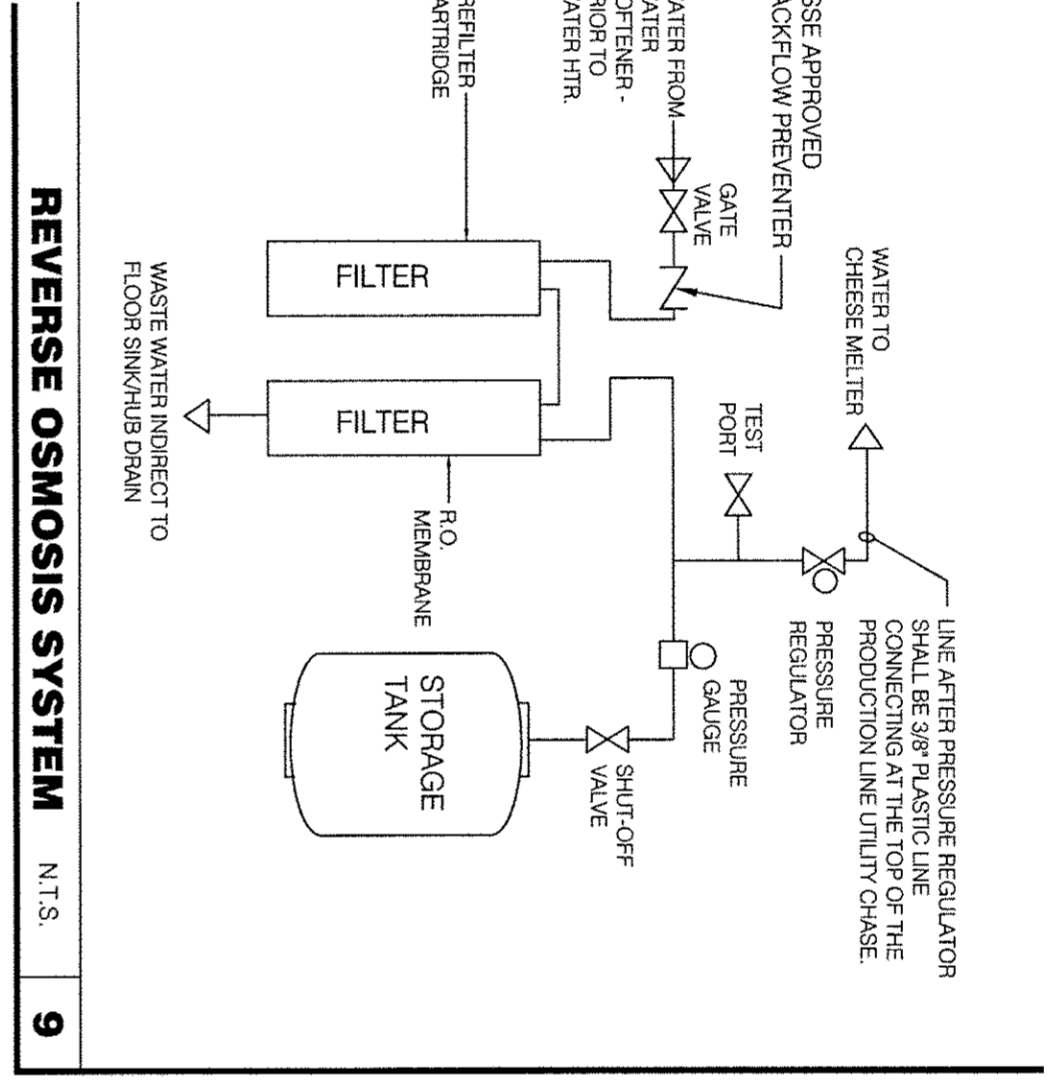 SSE APPROVED
ACKFLOW PREVENTER
ATER FROM
ATER
OFTENER -
RIOR TO
ATER HTR.
GATE
VALVE
REFILTER
ARTRIDGE
WATER TO
CHEESE MELTER
TEST
PORT
LINE AFTER PRESSURE REGULATOR
SHALL BE 3/8" PLASTIC LINE
CONNECTING AT THE TOP OF THE
PRODUCTION LINE UTILITY CHASE.
PRESSURE
REGULATOR
PRESSURE
GAUGE
SHUT-OFF
VALVE
FILTER
FILTER
R.O.
MEMBRANE
STORAGE
TANK
WASTE WATER INDIRECT TO
FLOOR SINK/HUB DRAIN
REVERSE OSMOSIS SYSTEM N.T.S. 9